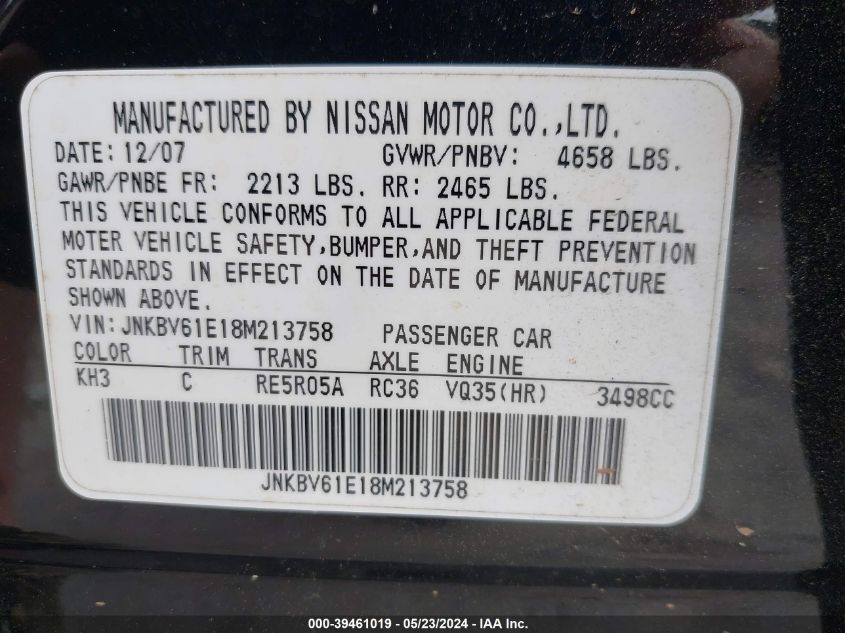 MANUFACTURED BY NISSAN MOTOR CO.,LTD.
DATE: 12/07 GVWR/PNBV: 4658 LBS.
GAWR/PNBE FR: 2213 LBS. RR: 2465 LBS.
THIS VEHICLE CONFORMS TO ALL APPLICABLE FEDERAL
MOTER VEHICLE SAFETY,BUMPER,AND THEFT PREVENTION
STANDARDS IN EFFECT ON THE DATE OF MANUFACTURE
SHOWN ABOVE.
VIN: JNKBV61E18M213758 PASSENGER CAR
COLOR TRIM TRANS AXLE ENGINE
KH3 C RE5R05A RC36 VQ35(HR) 3498CC
JNKBV61E18M213758
000-39461019 - 05/23/2024 - IAA Inc.